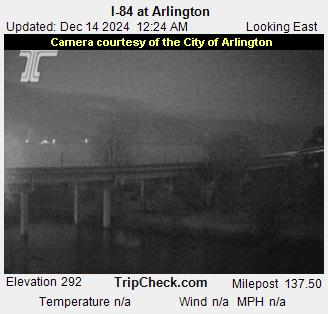 I-84 at Arlington
Updated: Dec 14 2024 12:24 AM Looking East
Camera courtesy of the City of Arlington
Elevation 292 TripCheck.com Milepost 137.50
Temperature n/a Wind n/a MPH n/a